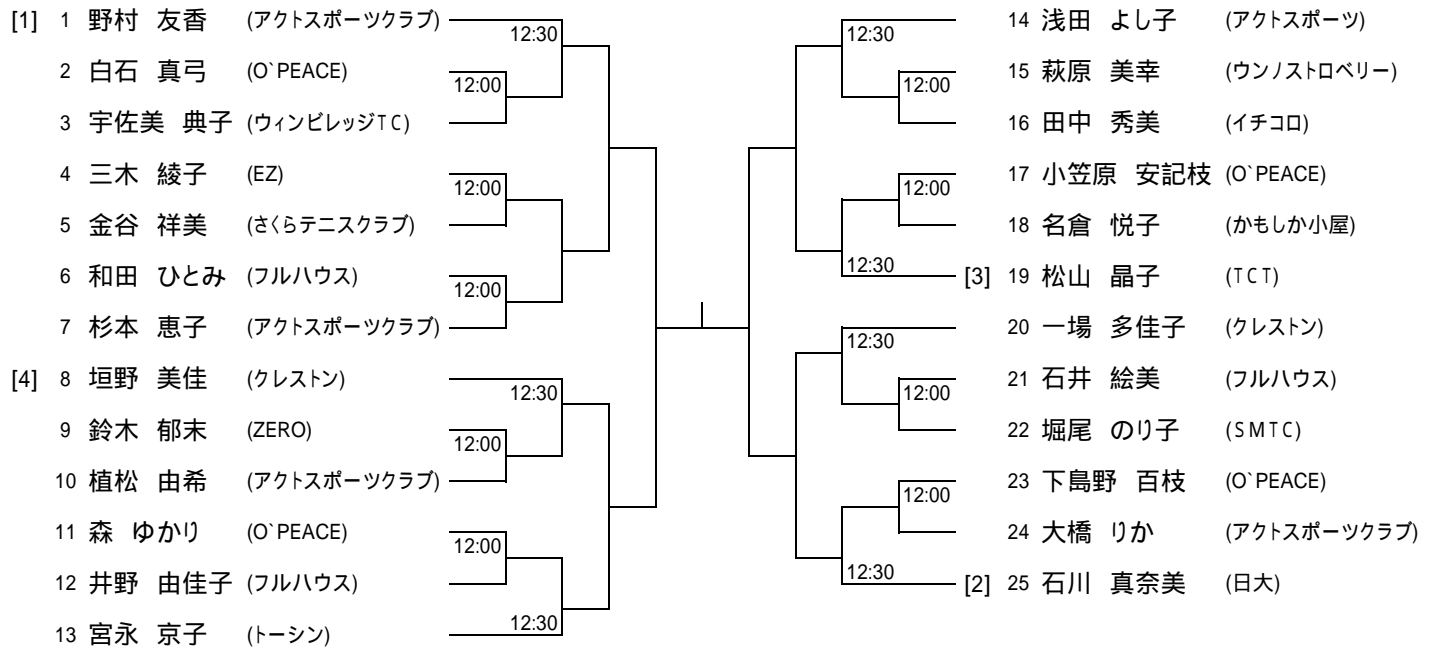 [1] 1 野村 友香 (アクトスポーツクラブ)
12:30
2 白石 真弓 (O`PEACE)
12:00
3 宇佐美 典子 (ウィンビレッジTC)
4 三木 綾子 (EZ)
12:00
5 金谷 祥美 (さくらテニスクラブ)
6 和田 ひとみ (フルハウス)
12:00
7 杉本 恵子 (アクトスポーツクラブ)
[4] 8 垣野 美佳 (クレストン)
12:30
9 鈴木 郁末 (ZERO)
12:00
10 植松 由希 (アクトスポーツクラブ)
11 森 ゆかり (O`PEACE)
12:00
12 井野 由佳子 (フルハウス)
12:30
13 宮永 京子 (トーシン)
14 浅田 よし子 (アクトスポーツ)
12:30
15 萩原 美幸 (ウンノストロベリー)
12:00
16 田中 秀美 (イチコロ)
17 小笠原 安記枝 (O`PEACE)
12:00
18 名倉 悦子 (かもしか小屋)
12:30
[3] 19 松山 晶子 (TCT)
20 一場 多佳子 (クレストン)
12:30
21 石井 絵美 (フルハウス)
12:00
22 堀尾 のり子 (SMTC)
23 下島野 百枝 (O`PEACE)
12:00
24 大橋 りか (アクトスポーツクラブ)
12:30
[2] 25 石川 真奈美 (日大)